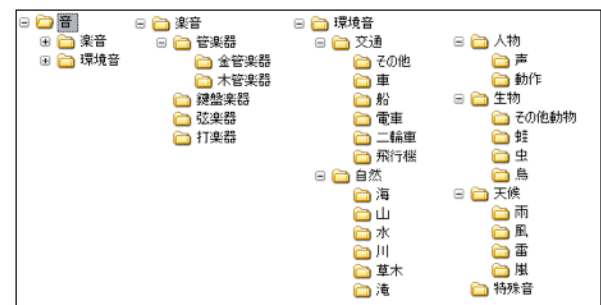 音
楽音
環境音
楽音
管楽器
金管楽器
木管楽器
鍵盤楽器
弦楽器
打楽器
環境音
交通
その他
車
船
電車
二輪車
飛行機
自然
海
山
水
川
草木
滝
人物
声
動作
生物
その他動物
蛙
虫
鳥
天候
雨
風
雷
嵐
特殊音